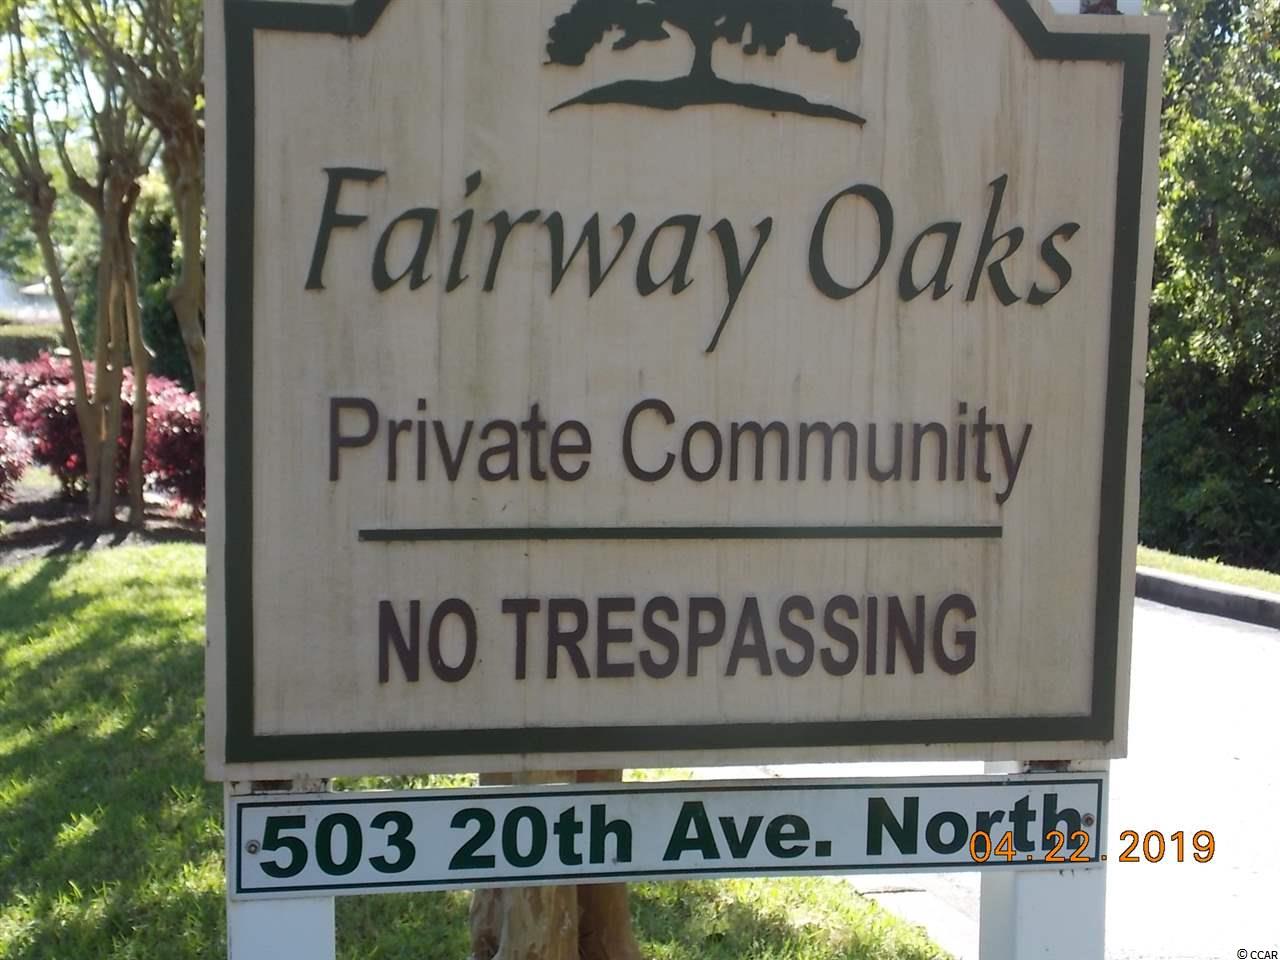 Fairway Oaks
Private Community
NO TRESPASSING
503 20th Ave. North
04.22.2019
© CCAR